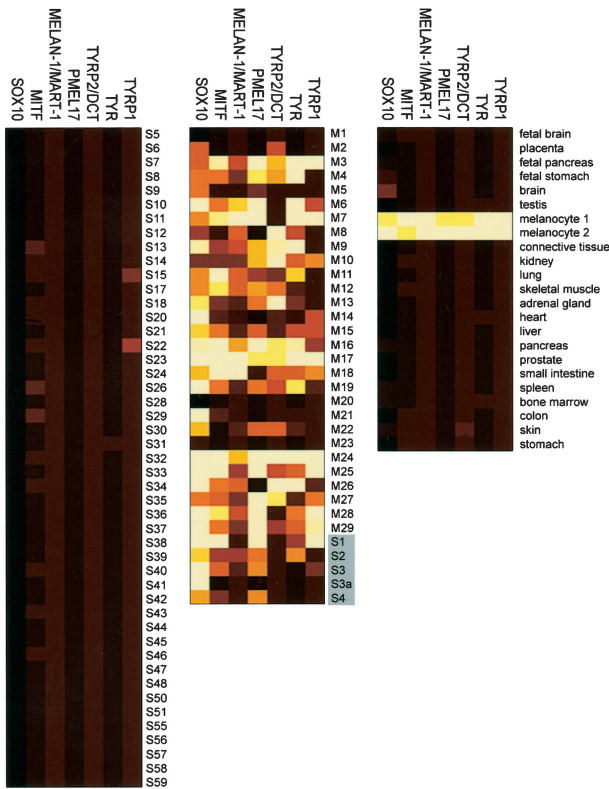 SOX10
MITF
MELAN-1/MART-1
PMEL17
TYRP2/DCT
TYR
TYRP1
S5
S6
S7
S8
S9
S10
S11
S12
S13
S14
S15
S17
S18
S20
S21
S22
S23
S24
S26
S28
S29
S30
S31
S32
S33
S34
S35
S36
S37
S38
S39
S40
S41
S42
S43
S44
S45
S46
S47
S48
S50
S51
S55
S56
S57
S58
S59
SOX10
MITF
MELAN-1/MART-1
PMEL17
TYRP2/DCT
TYR
TYRP1
M1
M2
M3
M4
M5
M6
M7
M8
M9
M10
M11
M12
M13
M14
M15
M16
M17
M18
M19
M20
M21
M22
M23
M24
M25
M26
M27
M28
M29
S1
S2
S3
S3a
S4
SOX10
MITF
MELAN-1/MART-1
PMEL17
TYRP2/DCT
TYR
TYRP1
fetal brain
placenta
fetal pancreas
fetal stomach
brain
testis
melanocyte 1
melanocyte 2
connective tissue
kidney
lung
skeletal muscle
adrenal gland
heart
liver
pancreas
prostate
small intestine
spleen
bone marrow
colon
skin
stomach